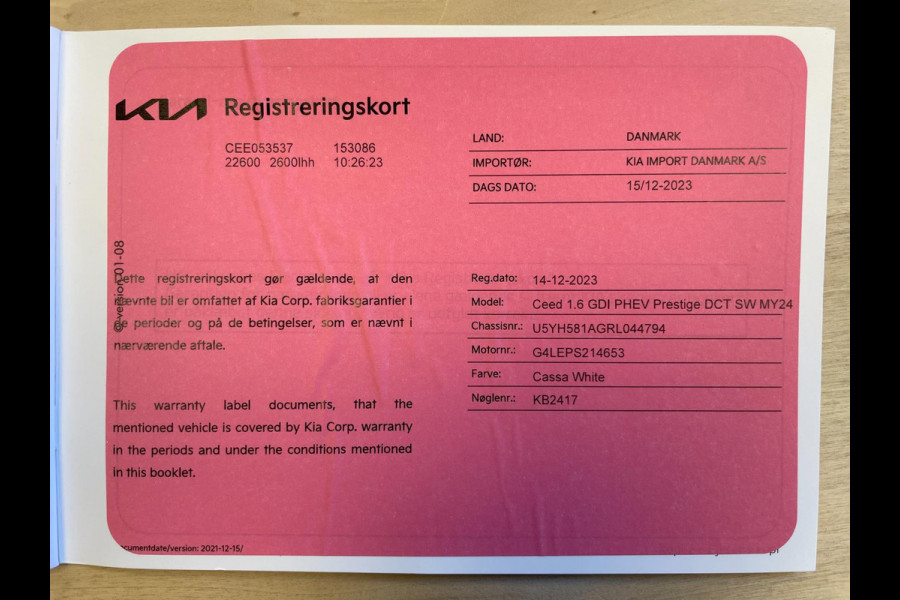 KIA Registreringskort
CEE053537 153086
22600 2600lhh 10:26:23
LAND: DANMARK
IMPORTØR: KIA IMPORT DANMARK A/S
DAGS DATO: 15/12-2023
Dette registreringskort gør gældende, at den
nævnte bil er omfattet af Kia Corp. fabriksgarantier i
de perioder og på de betingelser, som er nævnt i
nærværende aftale.
This warranty label documents, that the
mentioned vehicle is covered by Kia Corp. warranty
in the periods and under the conditions mentioned
in this booklet.
Reg.dato: 14-12-2023
Model: Ceed 1.6 GDI PHEV Prestige DCT SW MY24
Chassisnr.: U5YH581AGRL044794
Motornr.: G4LEPS214653
Farve: Cassa White
Nøglenr.: KB2417
version 01-08
cumentdate/version: 2021-12-15/